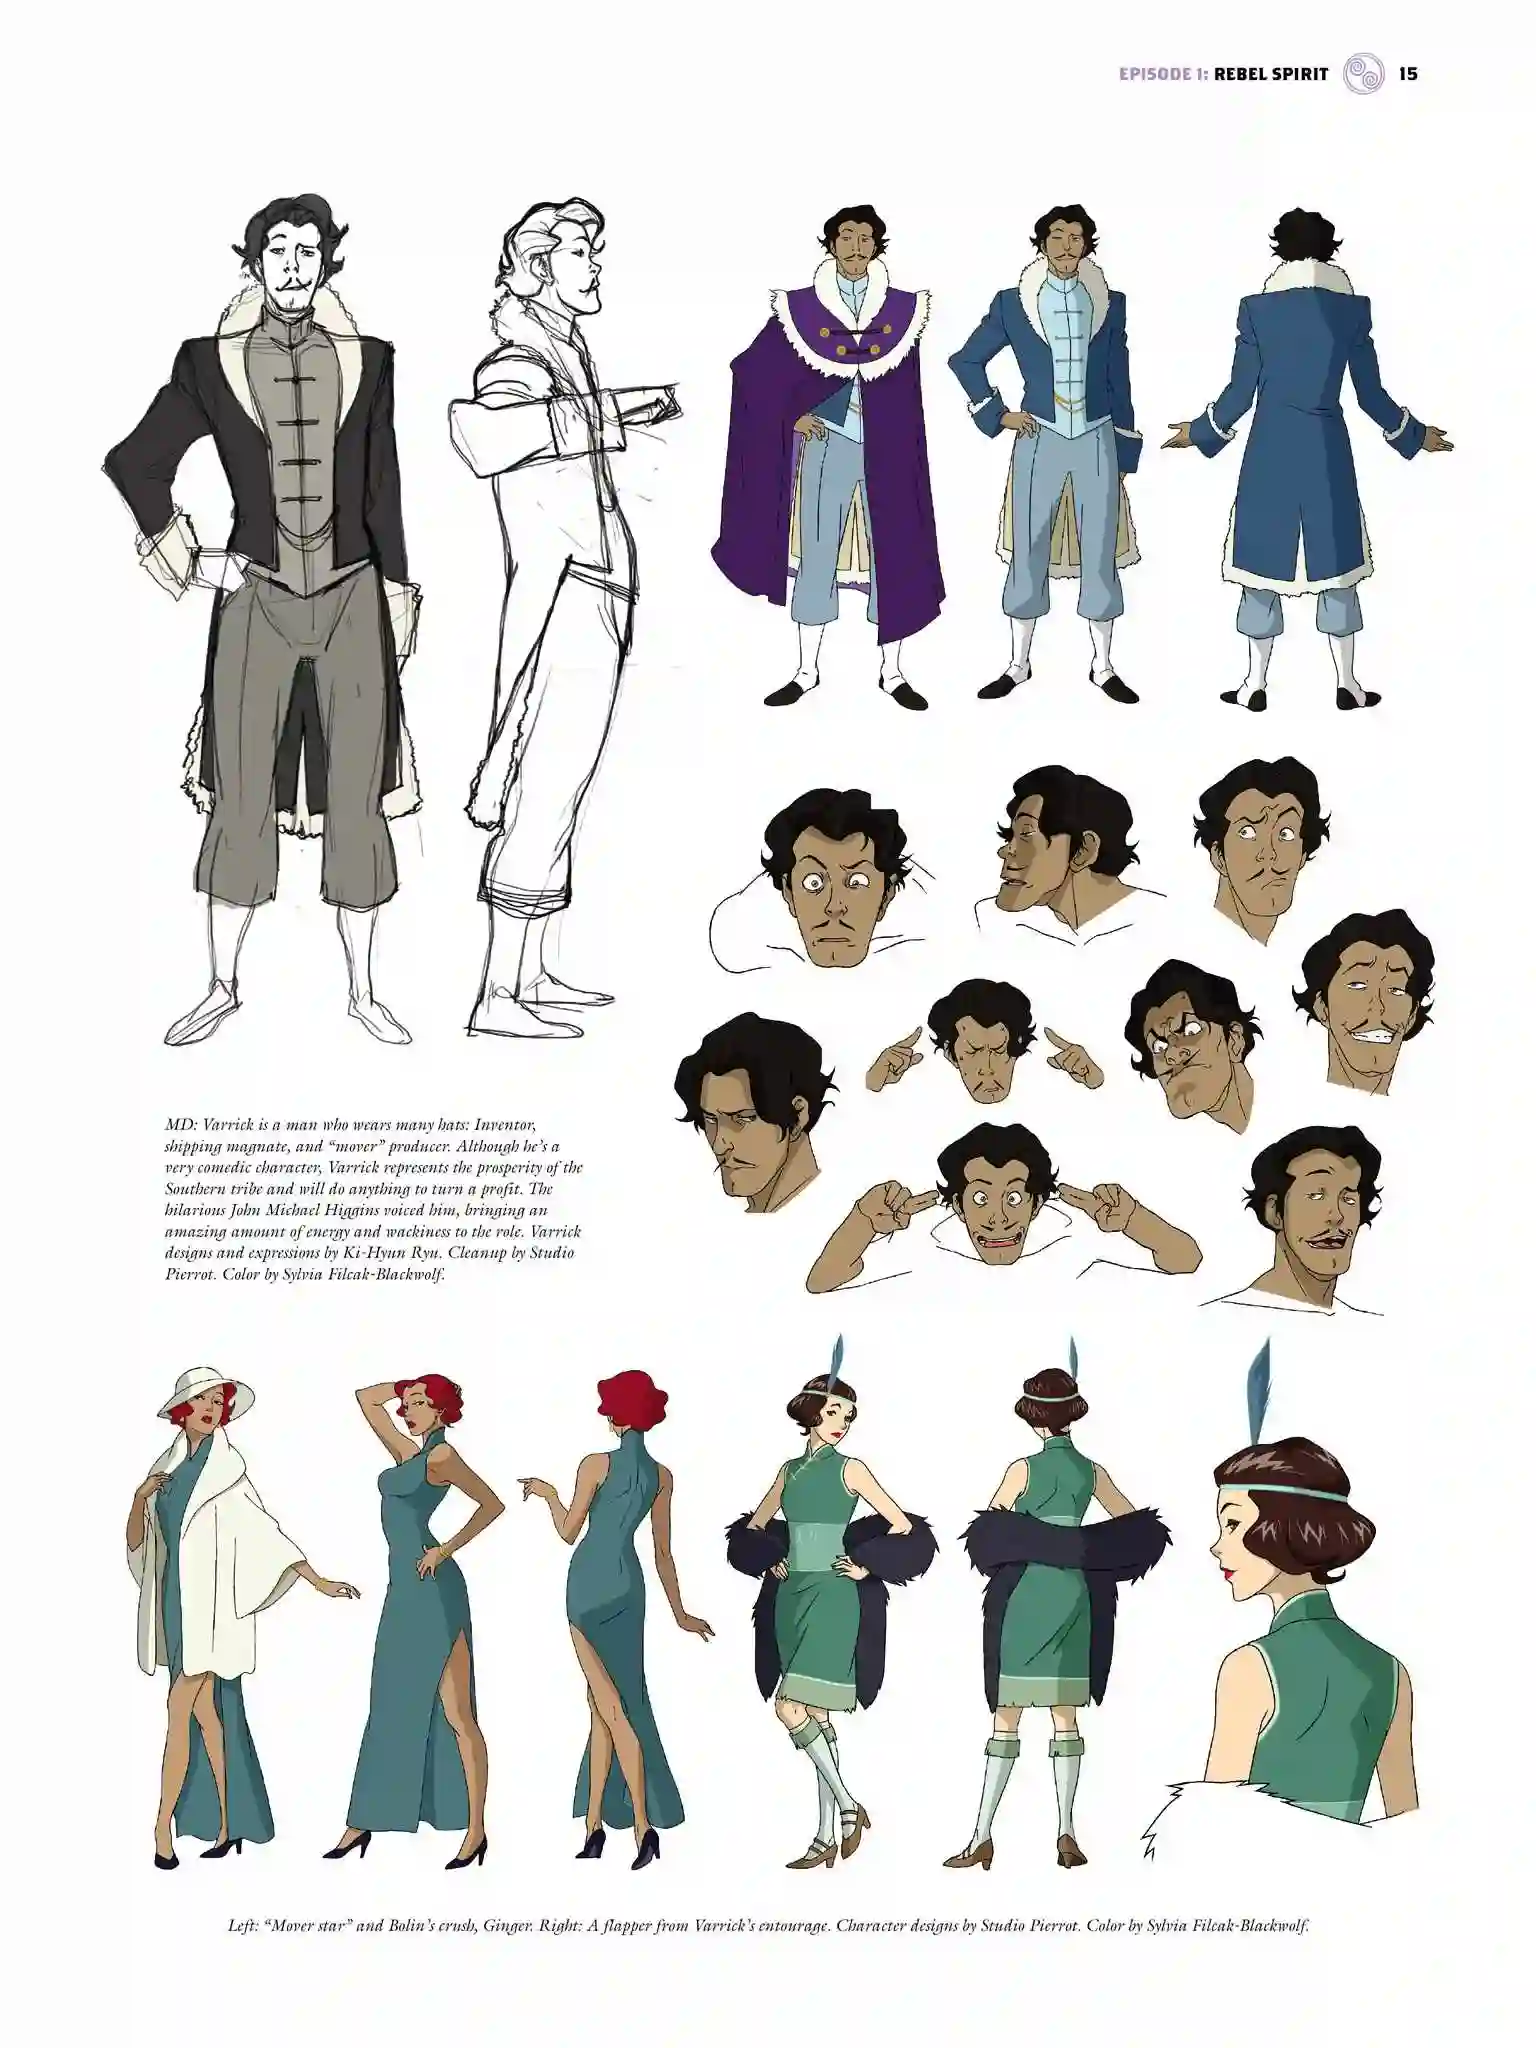 EPISODE 1: REBEL SPIRIT 15
MD: Varrick is a man who wears many hats: Inventor,
shipping magnate, and “mover” producer. Although he’s a
very comedic character, Varrick represents the prosperity of the
Southern tribe and will do anything to turn a profit. The
hilarious John Michael Higgins voiced him, bringing an
amazing amount of energy and wackiness to the role. Varrick
designs and expressions by Ki-Hyun Ryu. Cleanup by Studio
Pierrot. Color by Sylvia Filcak-Blackwolf.
Left: “Mover star” and Bolin’s crush, Ginger. Right: A flapper from Varrick’s entourage. Character designs by Studio Pierrot. Color by Sylvia Filcak-Blackwolf.